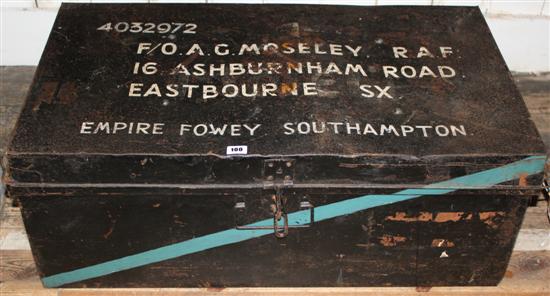 4032972
F/O. A. G. MOSELEY. R.A.F.
16 ASHBURNHAM ROAD
EASTBOURNE SX
EMPIRE FOWEY SOUTHAMPTON
108